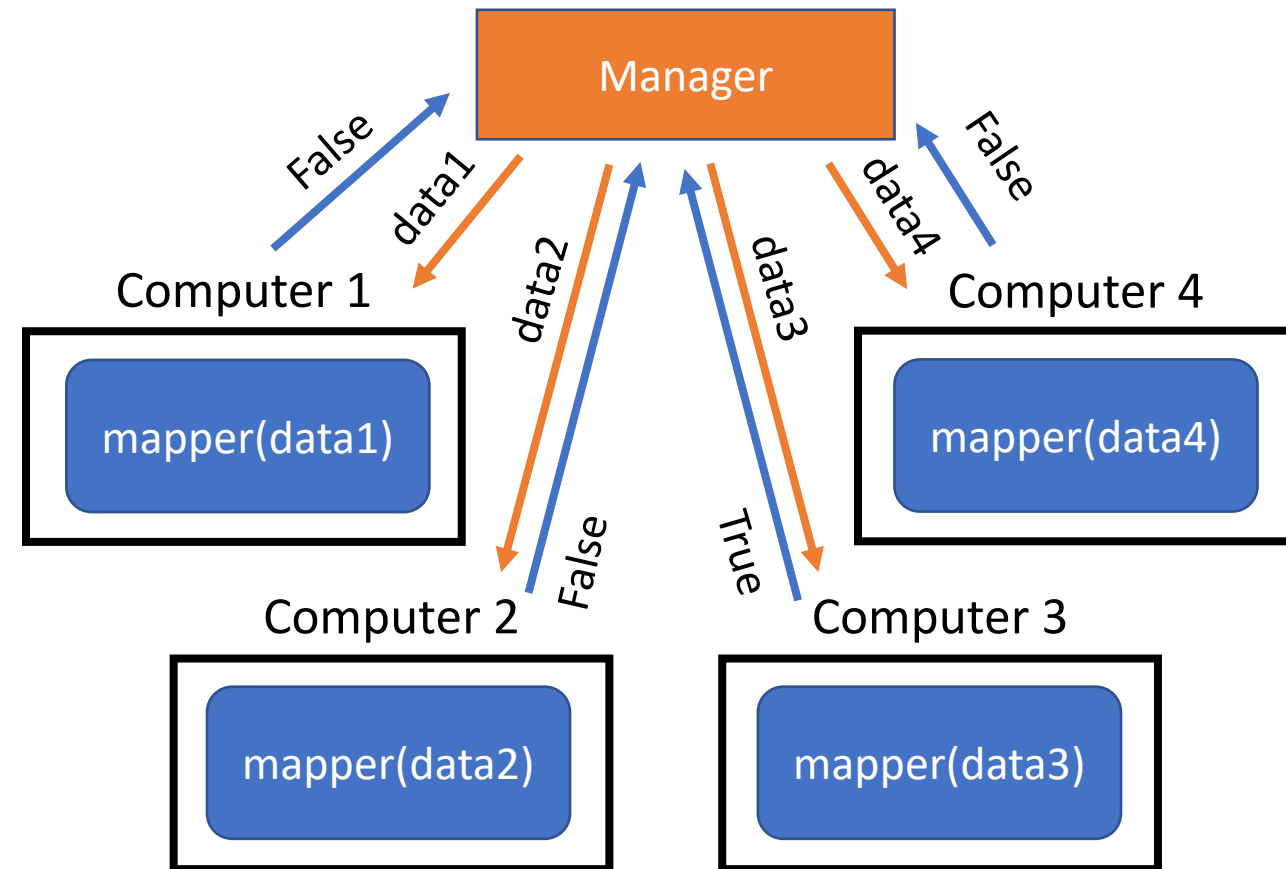 Manager
False
data1
data2
False
data3
True
data4
False
Computer 1
mapper(data1)
Computer 4
mapper(data4)
Computer 2
mapper(data2)
Computer 3
mapper(data3)